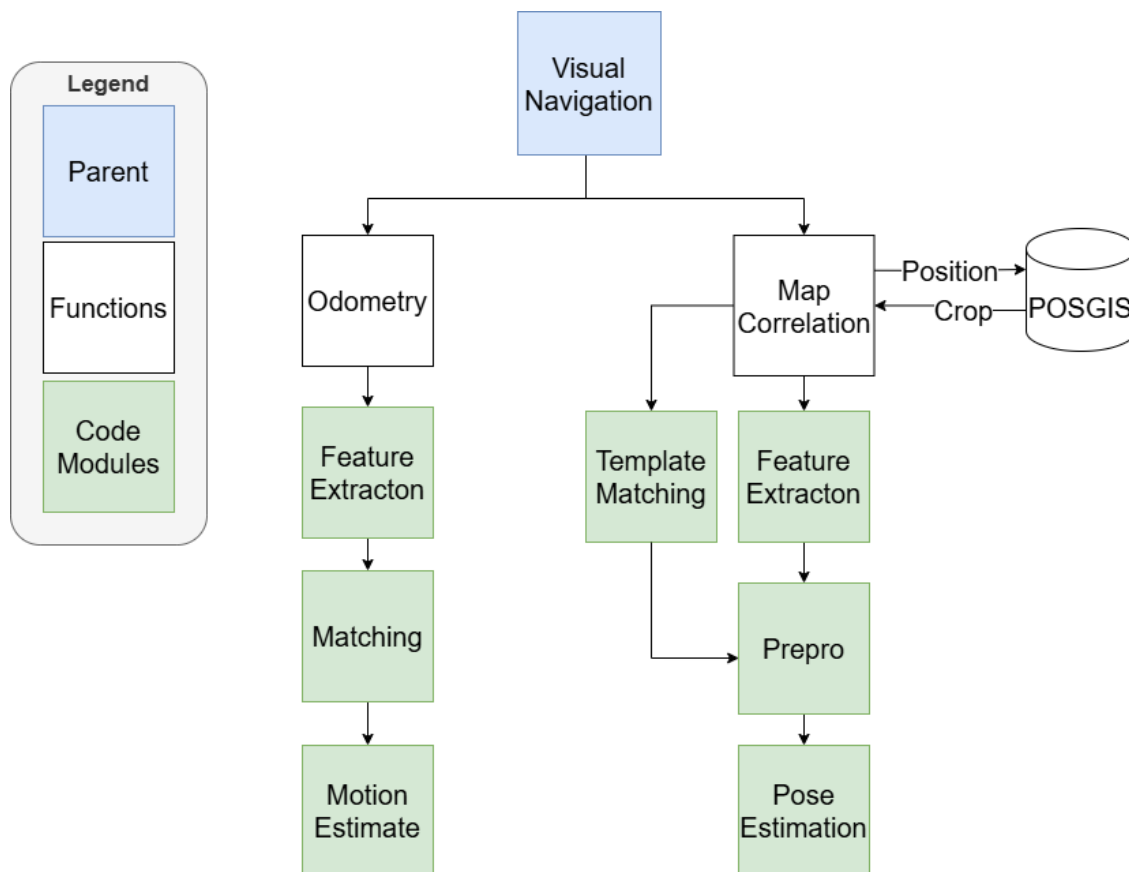 Legend
Parent
Functions
Code
Modules
Visual
Navigation
Odometry
Map
Correlation
Position
Crop
POSGIS
Feature
Extracton
Template
Matching
Feature
Extracton
Matching
Prepro
Motion
Estimate
Pose
Estimation